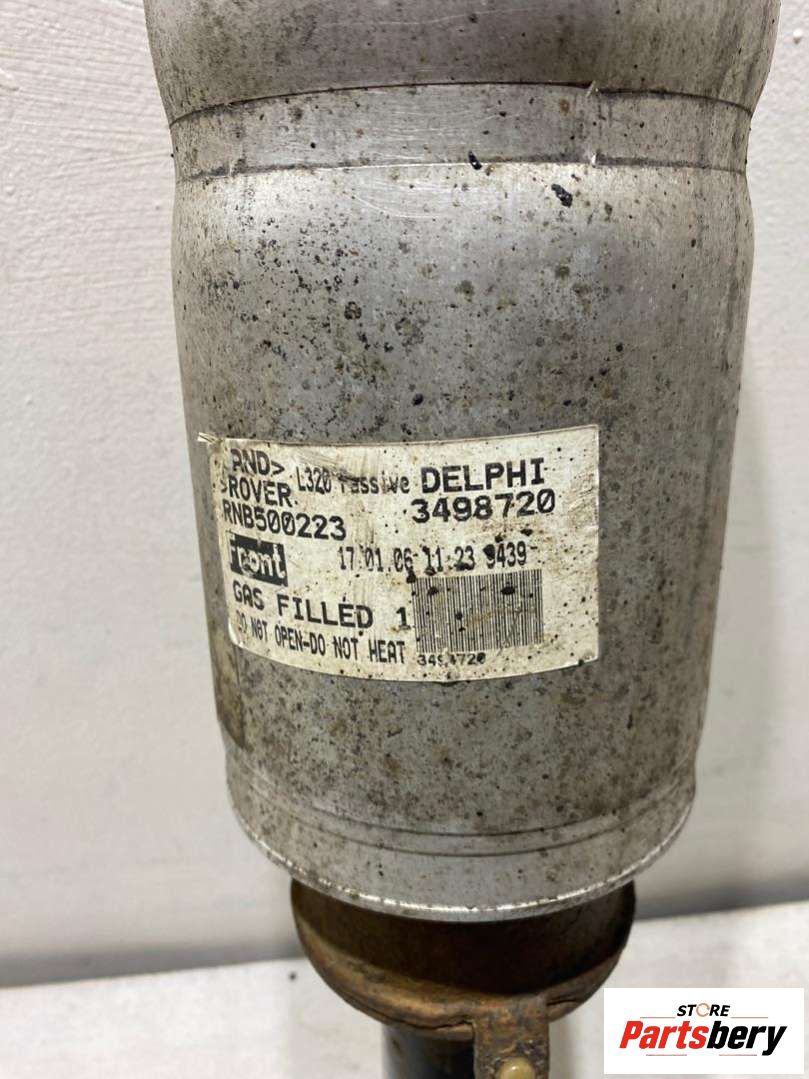 AND> L320 Passive DELPHI
>ROVER. 3498720
RNB500223
Front 17.01.06 11:23 9439
GAS FILLED 1
DO NOT OPEN-DO NOT HEAT
STORE
Partsbery